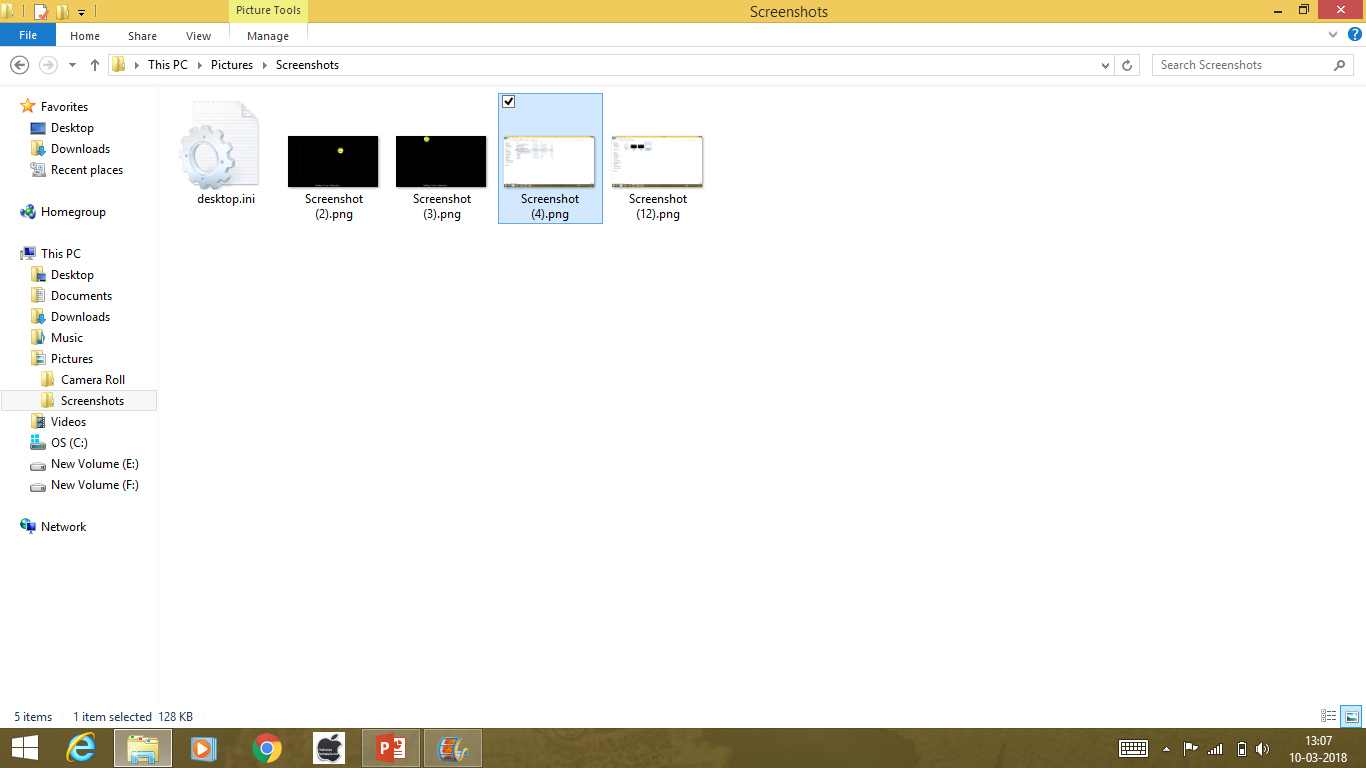 Picture Tools
Screenshots
File
Home
Share
View
Manage
This PC
Pictures
Screenshots
Search Screenshots
Favorites
Desktop
Downloads
Recent places
Homegroup
This PC
Desktop
Documents
Downloads
Music
Pictures
Camera Roll
Screenshots
Videos
OS (C:)
New Volume (E:)
New Volume (F:)
Network
desktop.ini
Screenshot
(2).png
Screenshot
(3).png
Screenshot
(4).png
Screenshot
(12).png
5 items
1 item selected 128 KB
13:07
10-03-2018